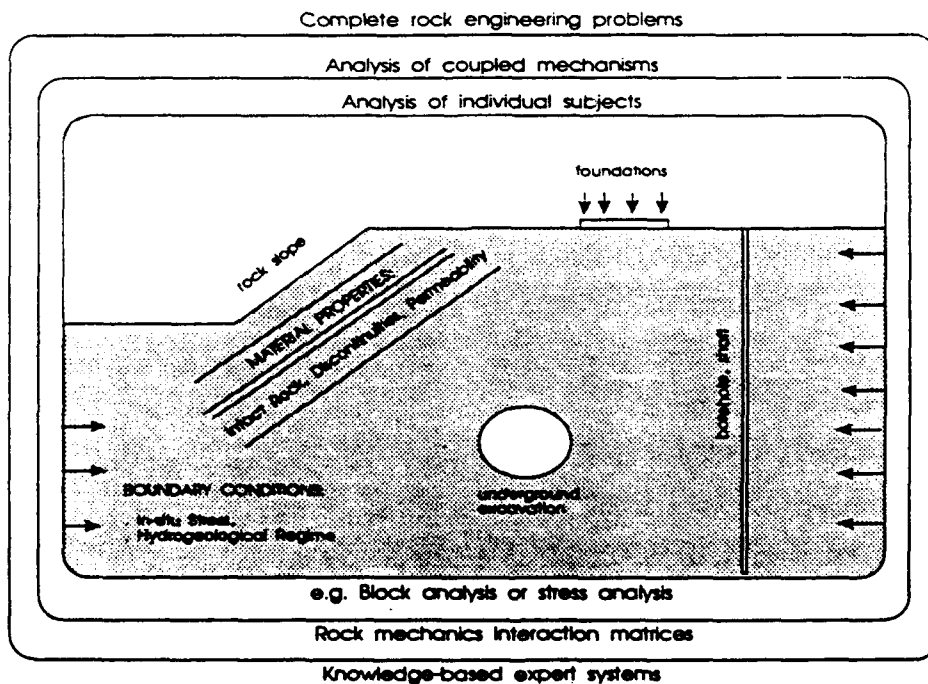 Complete rock engineering problems
Analysis of coupled mechanisms
Analysis of individual subjects
foundations
rock slope
MATERIAL PROPERTIES:
Intact Rock, Discontinuities, Permeability
borehole, shaft
underground
excavation
BOUNDARY CONDITIONS:
In-situ Stress,
Hydrogeological Regime
e.g. Block analysis or stress analysis
Rock mechanics interaction matrices
Knowledge-based expert systems